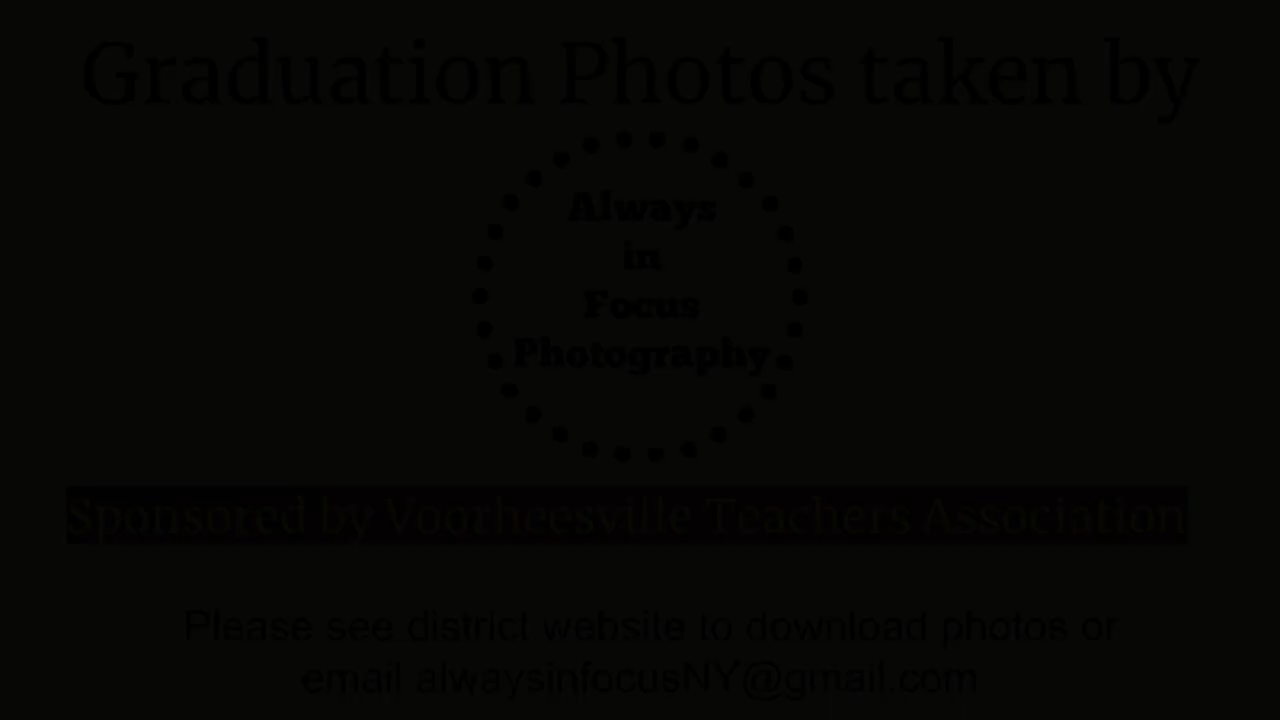 Graduation Photos taken by
Always
in
Focus
Photography
Sponsored by Voorheesville Teachers Association
Please see district website to download photos or
email alwaysinfocusNY@gmail.com